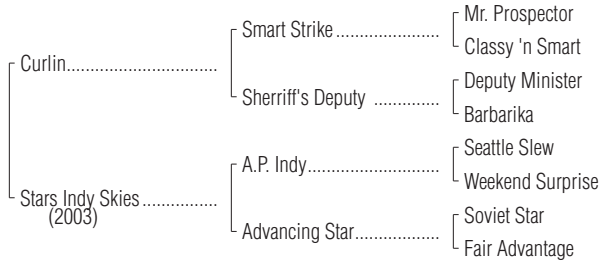 Mr. Prospector
Smart Strike......................
Classy 'n Smart
Curlin................................
Deputy Minister
Sherriff's Deputy ..............
Barbarika
Seattle Slew
A.P. Indy............................
Weekend Surprise
Stars Indy Skies................
(2003)
Soviet Star
Advancing Star..................
Fair Advantage